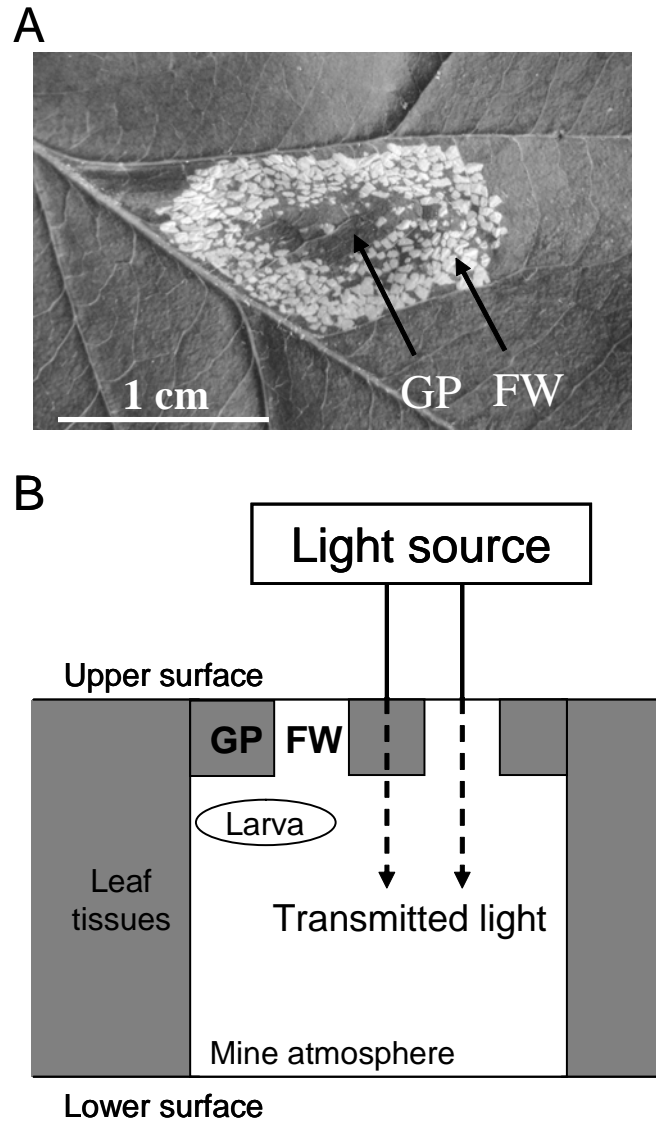 A
1 cm
GP FW
B
Light source
Upper surface
GP FW
Larva
Leaf
tissues
Transmitted light
Mine atmosphere
Lower surface